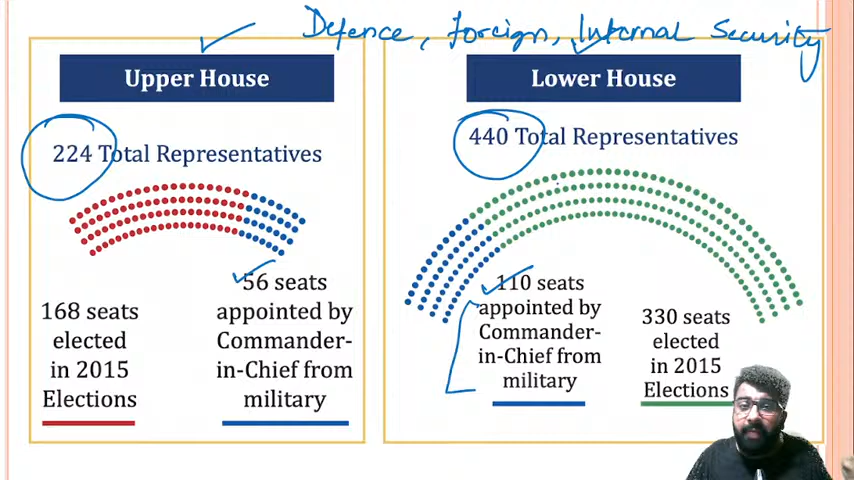 Defence, Foreign, Internal Security
Upper House
224 Total Representatives
168 seats
elected
in 2015
Elections
56 seats
appointed by
Commander-
in-Chief from
military
Lower House
440 Total Representatives
110 seats
appointed by
Commander-
in-Chief from
military
330 seats
elected
in 2015
Elections